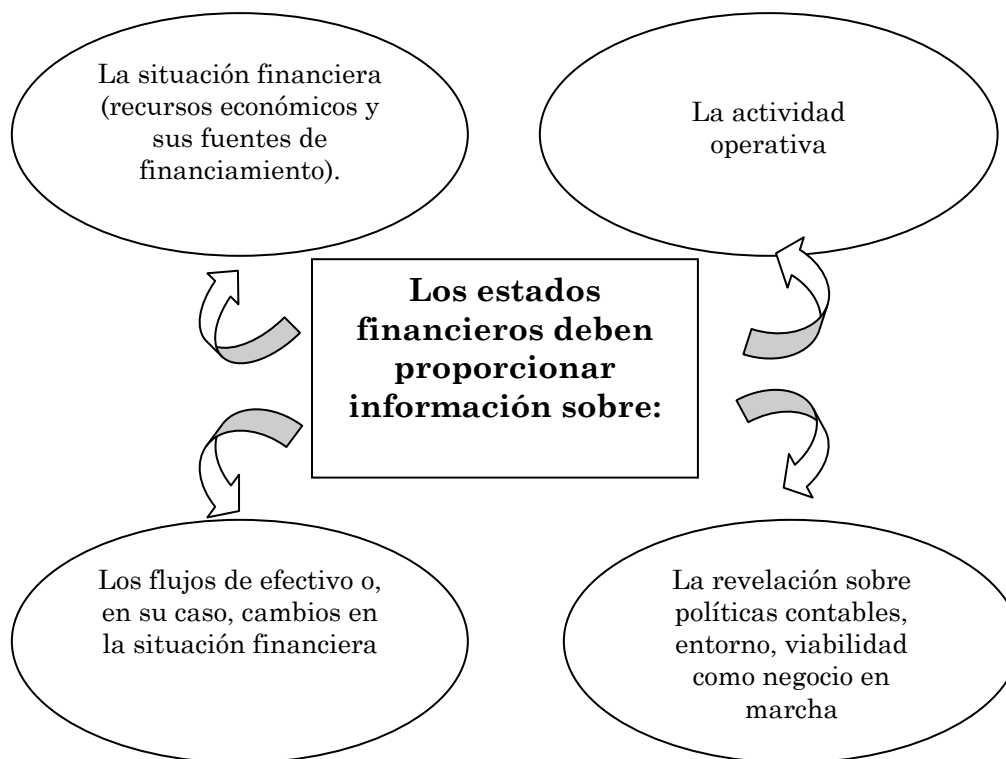 La situación financiera
(recursos económicos y
sus fuentes de
financiamiento).
La actividad
operativa
Los estados
financieros deben
proporcionar
información sobre:
Los flujos de efectivo o,
en su caso, cambios en
la situación financiera
La revelación sobre
políticas contables,
entorno, viabilidad
como negocio en
marcha